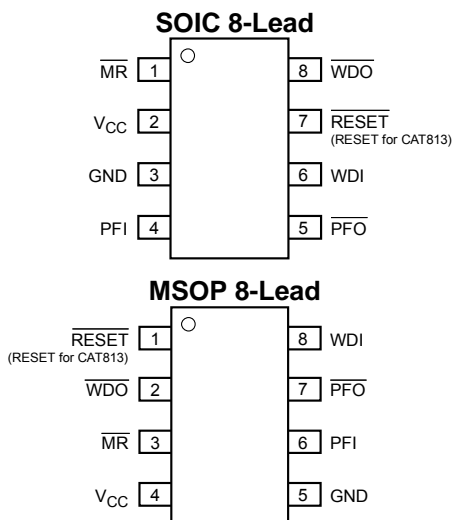 SOIC 8-Lead
MR 1 8 WDO
VCC 2 7 RESET
(RESET for CAT813)
GND 3 6 WDI
PFI 4 5 PFO
MSOP 8-Lead
RESET 1 8 WDI
(RESET for CAT813)
WDO 2 7 PFO
MR 3 6 PFI
VCC 4 5 GND